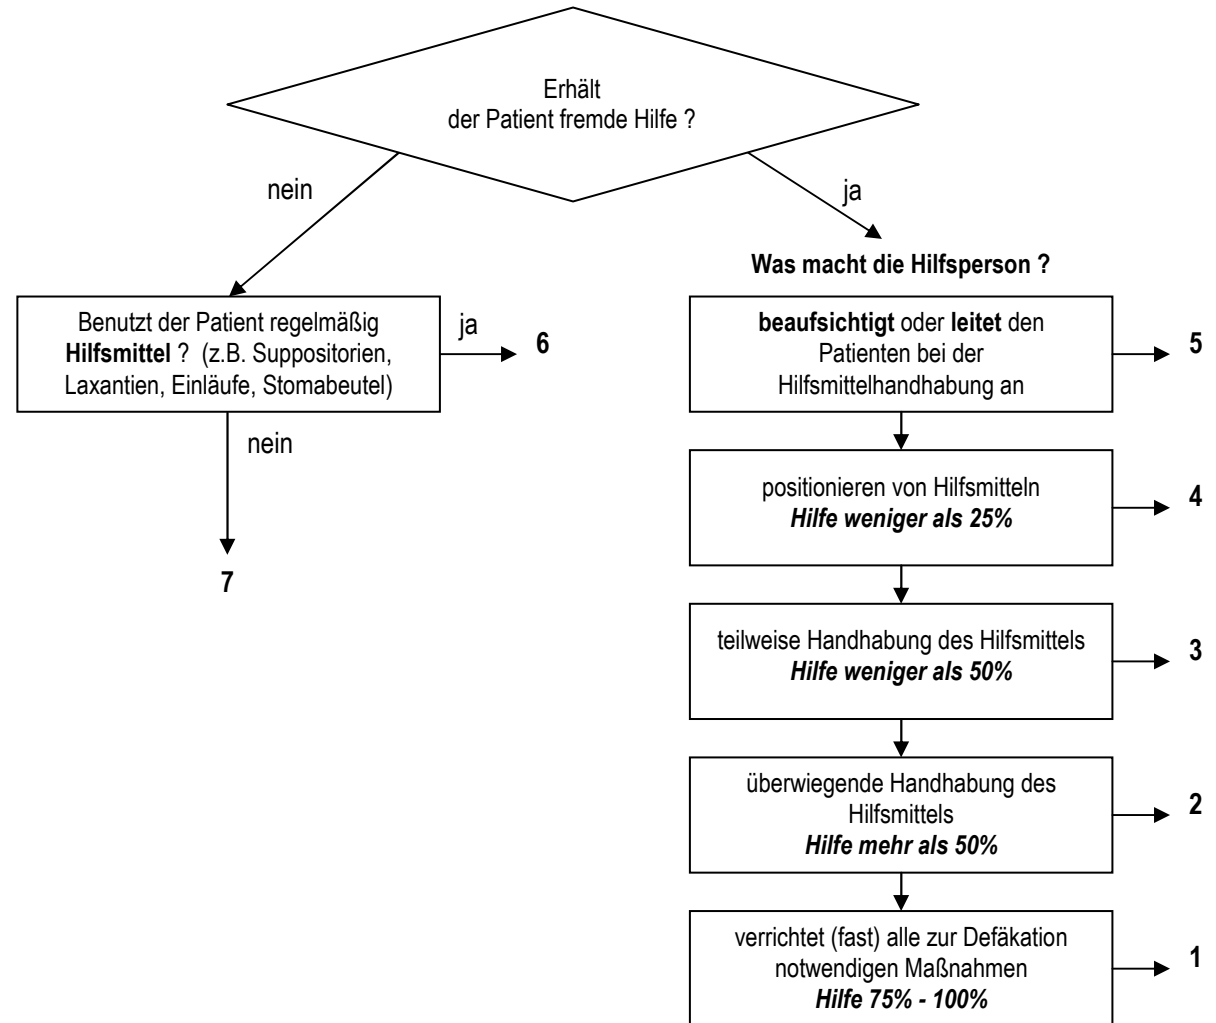 Erhält
der Patient fremde Hilfe ?
nein
ja
Was macht die Hilfsperson ?
Benutzt der Patient regelmäßig
Hilfsmittel ? (z.B. Suppositorien,
Laxantien, Einläufe, Stomabeutel)
ja
6
nein
7
beaufsichtigt oder leitet den
Patienten bei der
Hilfsmittelhandhabung an
5
positionieren von Hilfsmitteln
Hilfe weniger als 25%
4
teilweise Handhabung des Hilfsmittels
Hilfe weniger als 50%
3
überwiegende Handhabung des
Hilfsmittels
Hilfe mehr als 50%
2
verrichtet (fast) alle zur Defäkation
notwendigen Maßnahmen
Hilfe 75% - 100%
1